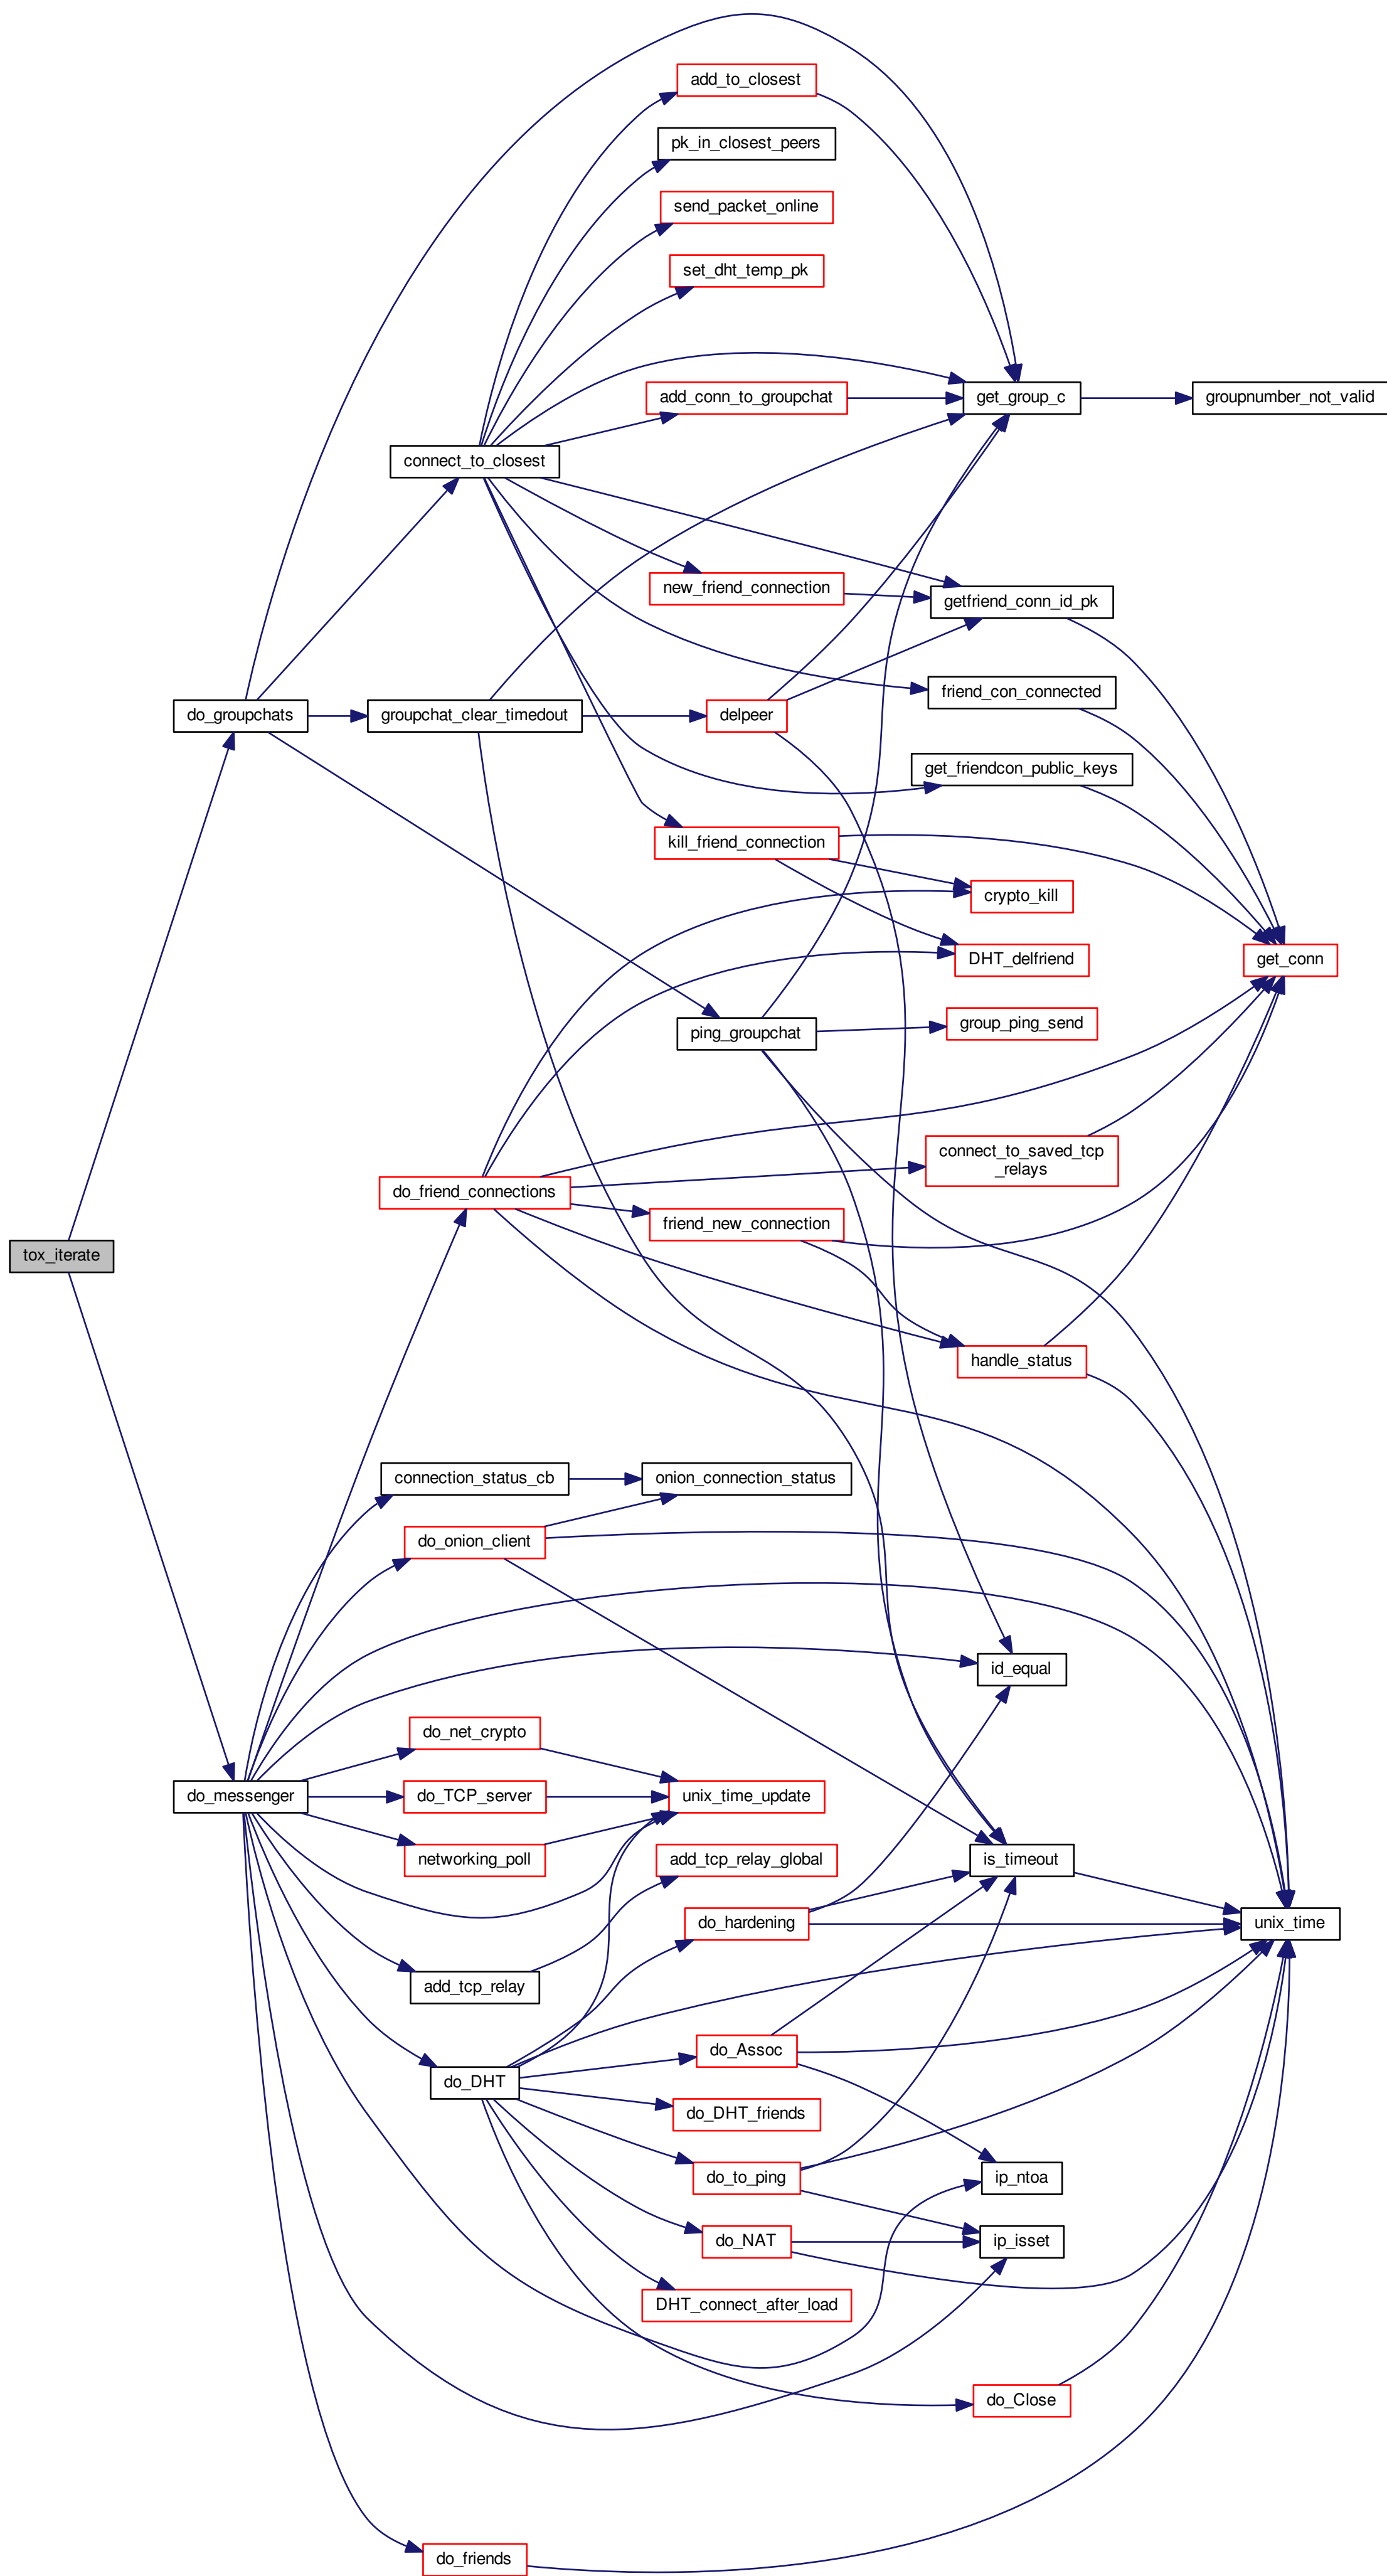 add_to_closest
pk_in_closest_peers
send_packet_online
set_dht_temp_pk
add_conn_to_groupchat
get_group_c
groupnumber_not_valid
connect_to_closest
new_friend_connection
getfriend_conn_id_pk
friend_con_connected
do_groupchats
groupchat_clear_timedout
delpeer
get_friendcon_public_keys
kill_friend_connection
crypto_kill
DHT_delfriend
get_conn
ping_groupchat
group_ping_send
connect_to_saved_tcp
_relays
do_friend_connections
friend_new_connection
tox_iterate
handle_status
connection_status_cb
onion_connection_status
do_onion_client
id_equal
do_net_crypto
do_messenger
do_TCP_server
unix_time_update
networking_poll
add_tcp_relay_global
is_timeout
do_hardening
unix_time
add_tcp_relay
do_Assoc
do_DHT
do_DHT_friends
do_to_ping
ip_ntoa
do_NAT
ip_isset
DHT_connect_after_load
do_Close
do_friends